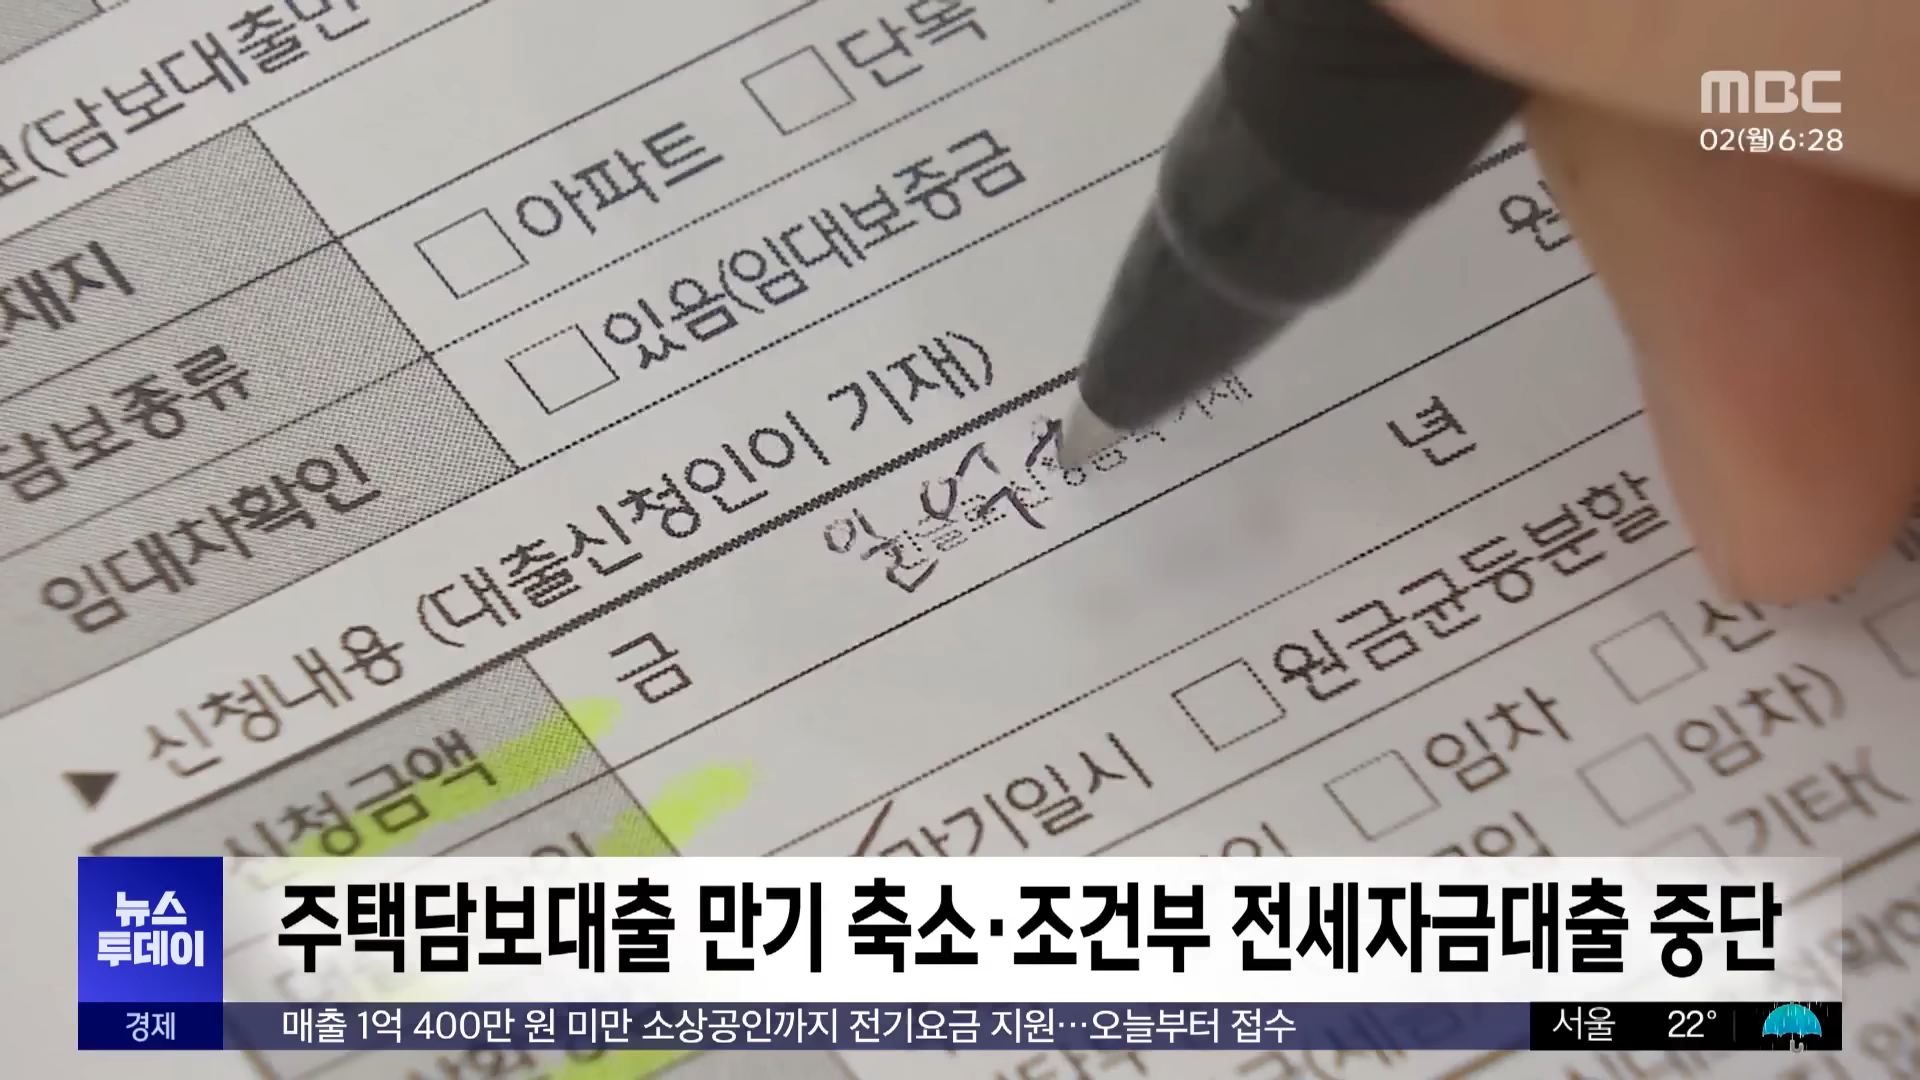 MBC
02(월)6:28
(담보대출만
단독
아파트
있음(임대보증금
원
재지
담보종류
임대차확인
▶ 신청내용 (대출신청인이 기재)
신청금액
금
일억
년
원금균등분할
만기일시
임차
임차)
기타(
뉴스
투데이
주택담보대출 만기 축소·조건부 전세자금대출 중단
경제
매출 1억 400만 원 미만 소상공인까지 전기요금 지원…오늘부터 접수
서울 22°